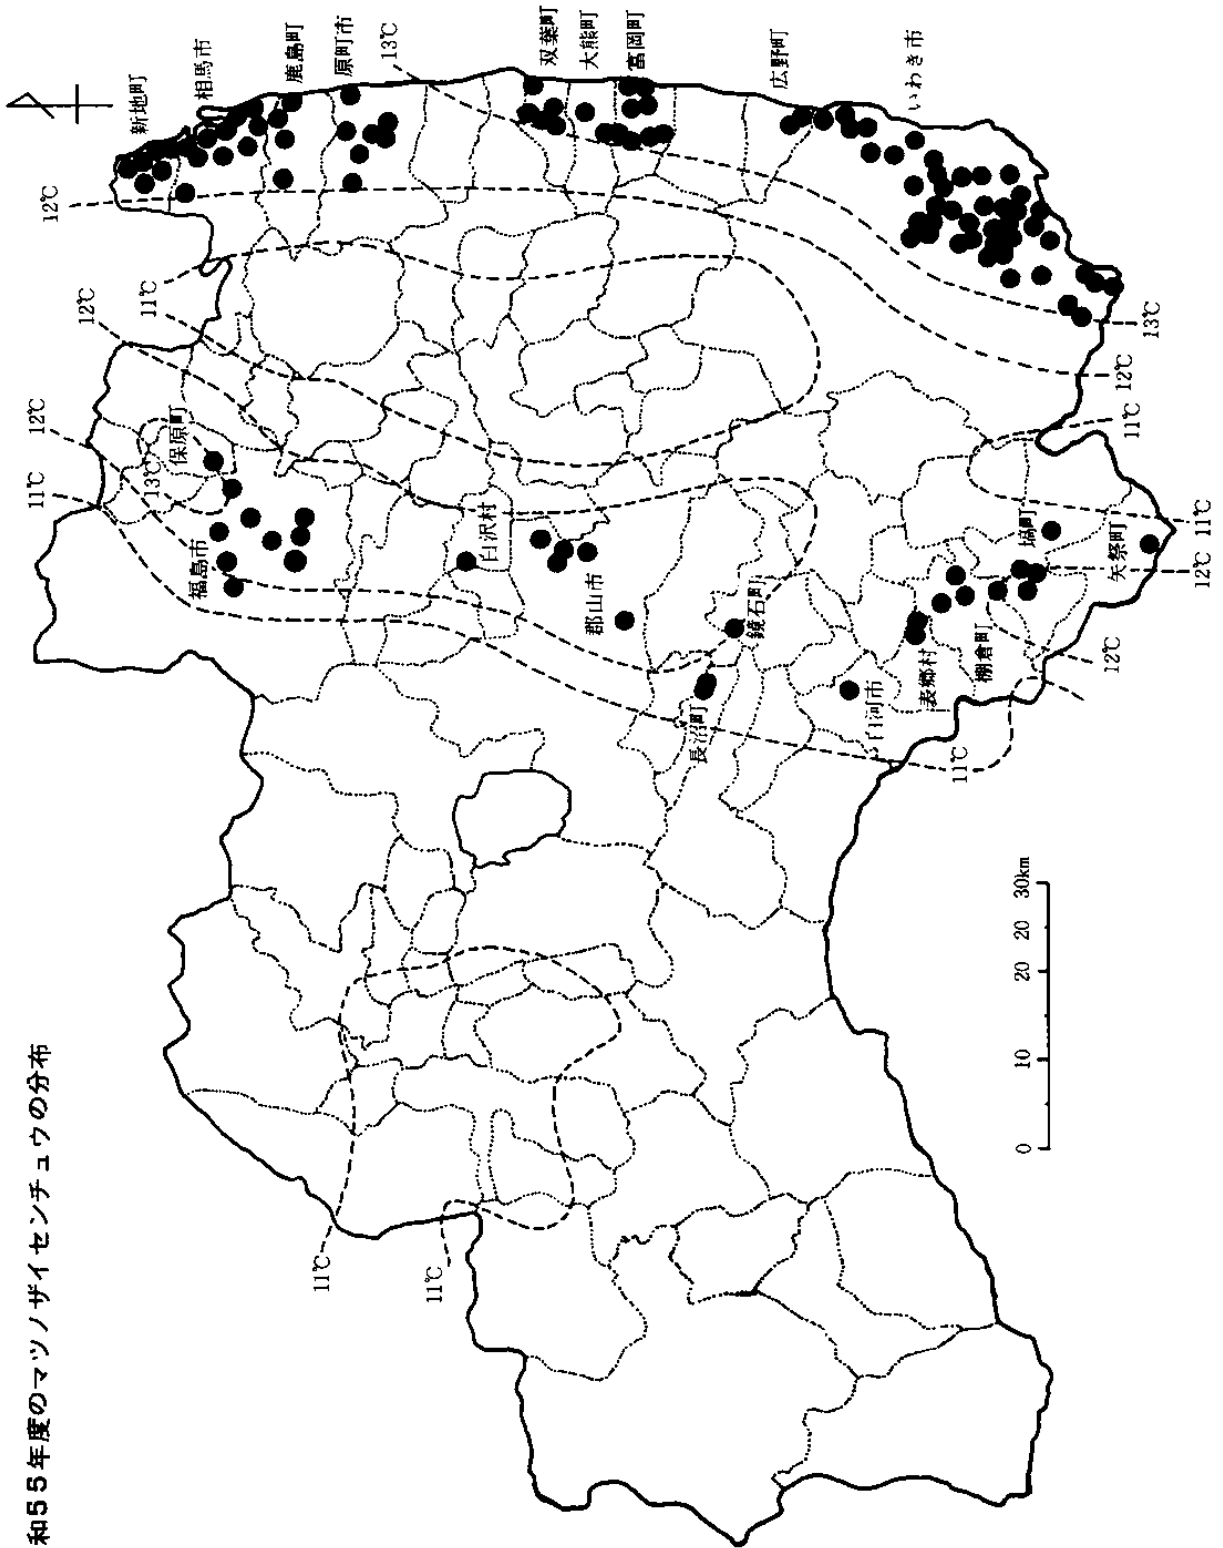 和55年度のマツノザイセンチュウの分布
新地町
相馬市
鹿島町
原町市
13℃
双葉町
大熊町
富岡町
広野町
いわき市
12℃
11℃
12℃
12℃
11℃
13℃
保原町
福島市
白沢村
郡山市
鏡石町
長沼町
白河市
表郷村
棚倉町
塙町
矢祭町
13℃
12℃
11℃
11℃
12℃
12℃
11℃
11℃
11℃
0 10 20 20 30km